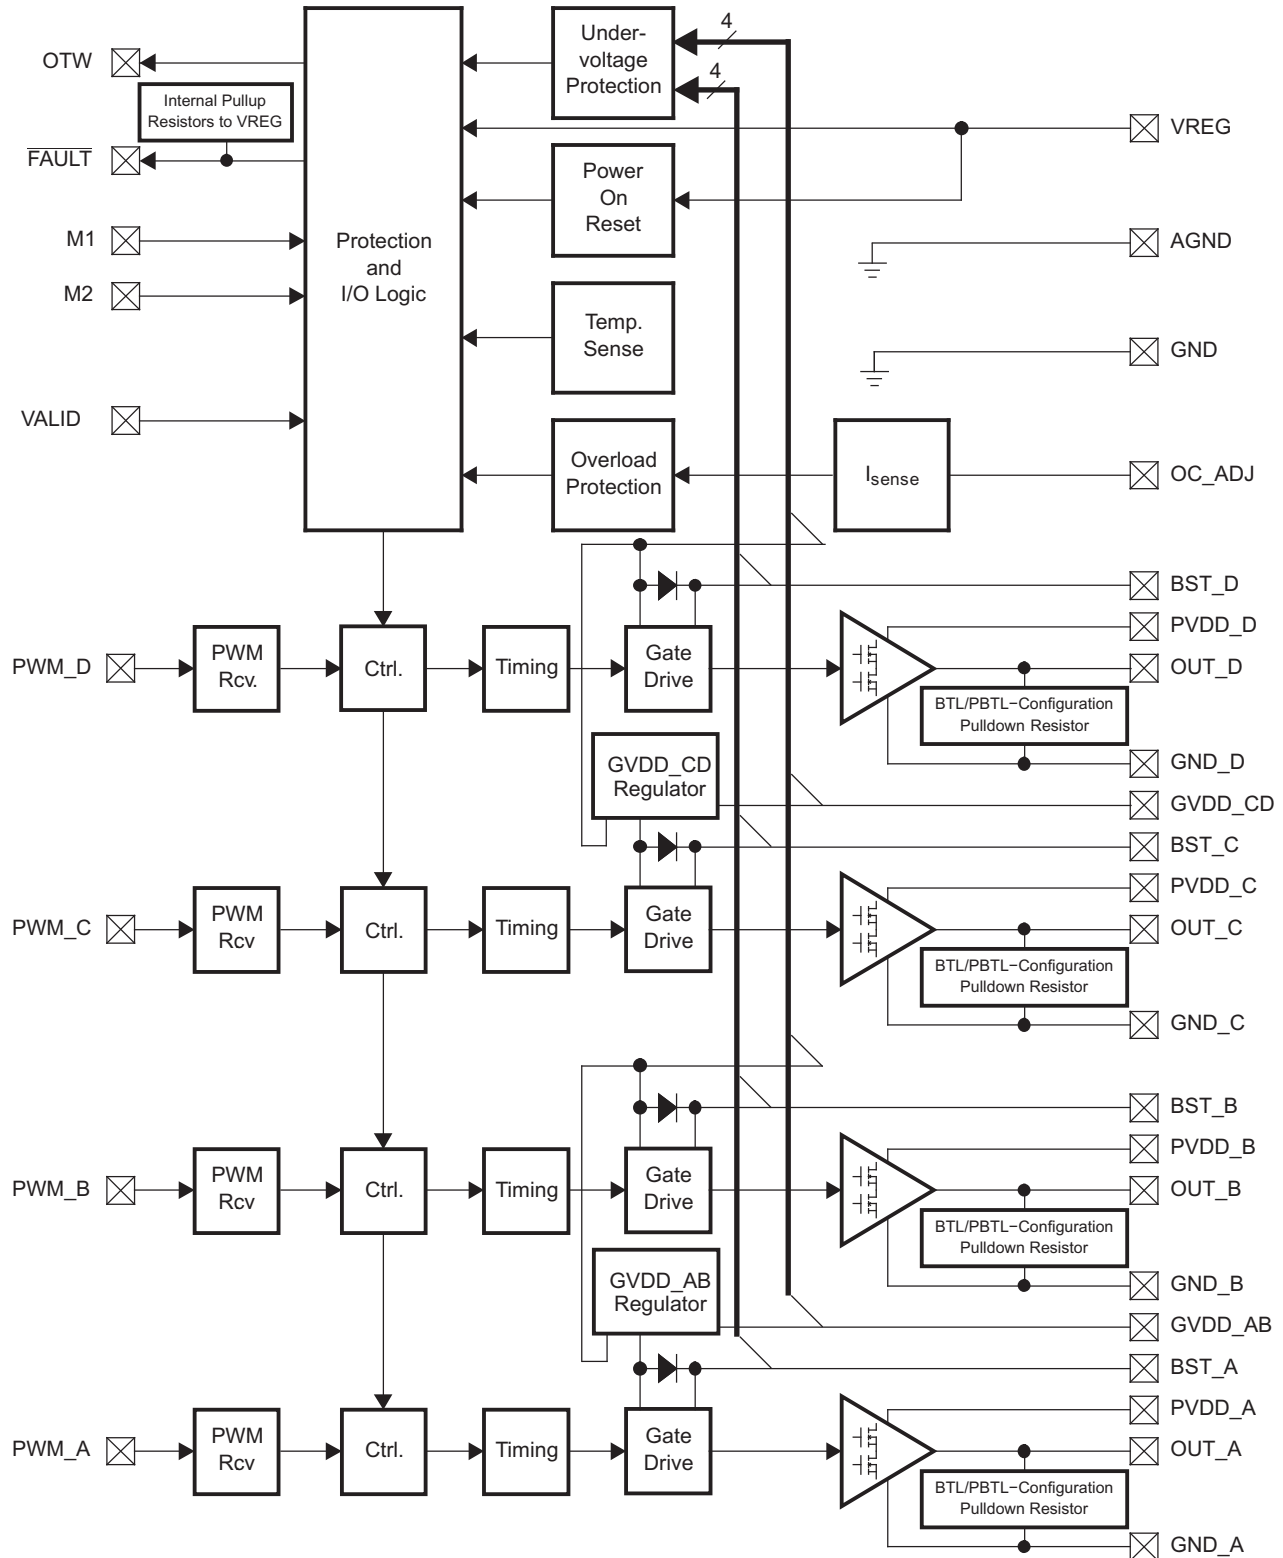 4
Under-
voltage
Protection
4
OTW
Internal Pullup
Resistors to VREG
FAULT
VREG
Power
On
Reset
M1
Protection
and
I/O Logic
AGND
M2
Temp.
Sense
GND
VALID
Overload
Protection
Isense
OC_ADJ
BST_D
PVDD_D
PWM_D
PWM
Rcv.
Ctrl.
Timing
Gate
Drive
OUT_D
BTL/PBTL−Configuration
Pulldown Resistor
GVDD_CD
Regulator
GND_D
GVDD_CD
BST_C
PVDD_C
PWM_C
PWM
Rcv
Ctrl.
Timing
Gate
Drive
OUT_C
BTL/PBTL−Configuration
Pulldown Resistor
GND_C
BST_B
PVDD_B
PWM_B
PWM
Rcv
Ctrl.
Timing
Gate
Drive
OUT_B
BTL/PBTL−Configuration
Pulldown Resistor
GVDD_AB
Regulator
GND_B
GVDD_AB
BST_A
PVDD_A
PWM_A
PWM
Rcv
Ctrl.
Timing
Gate
Drive
OUT_A
BTL/PBTL−Configuration
Pulldown Resistor
GND_A